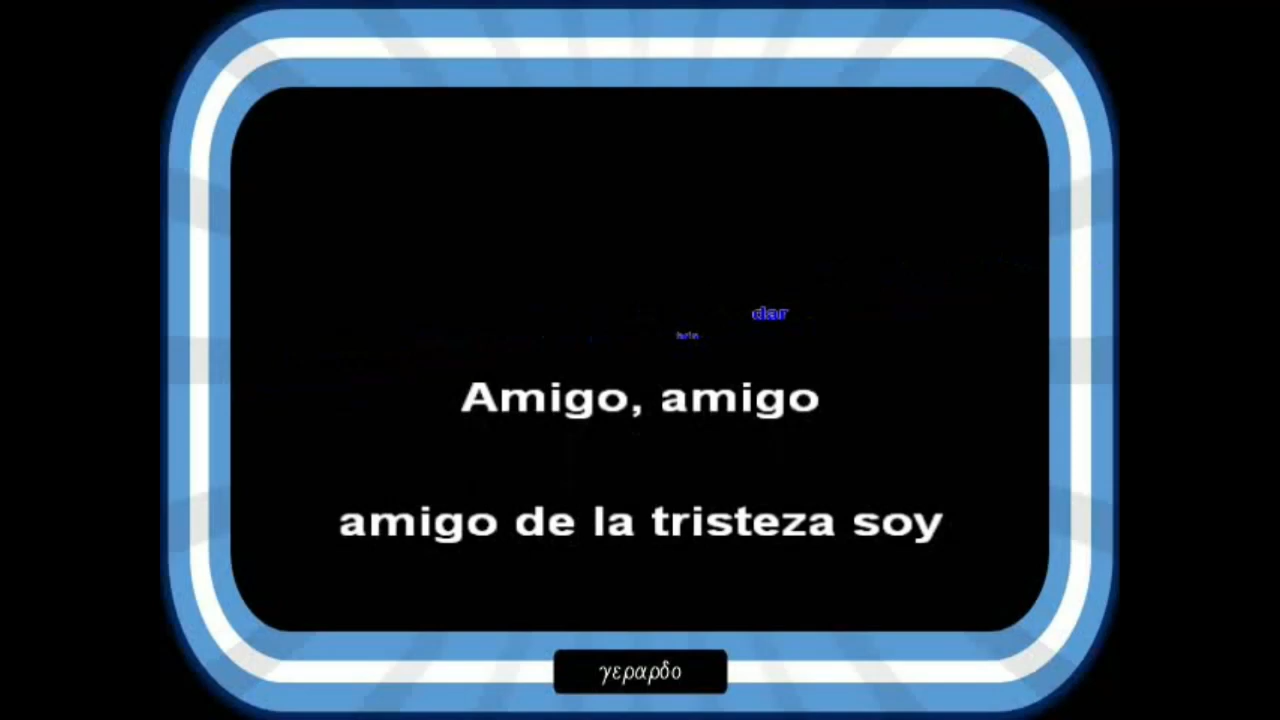 dar
Amigo, amigo
amigo de la tristeza soy
γεραρδο